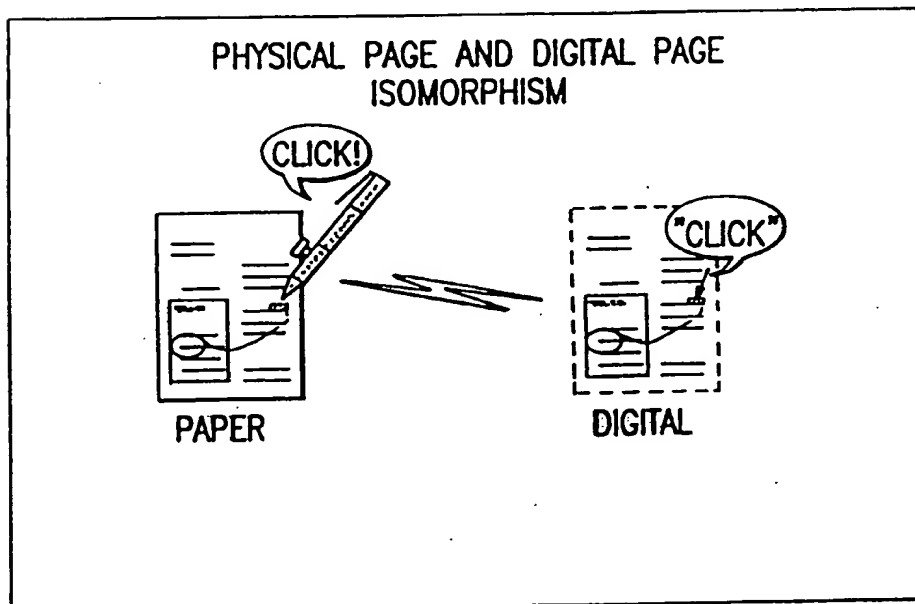 PHYSICAL PAGE AND DIGITAL PAGE
ISOMORPHISM
CLICK!
"CLICK"
PAPER
DIGITAL